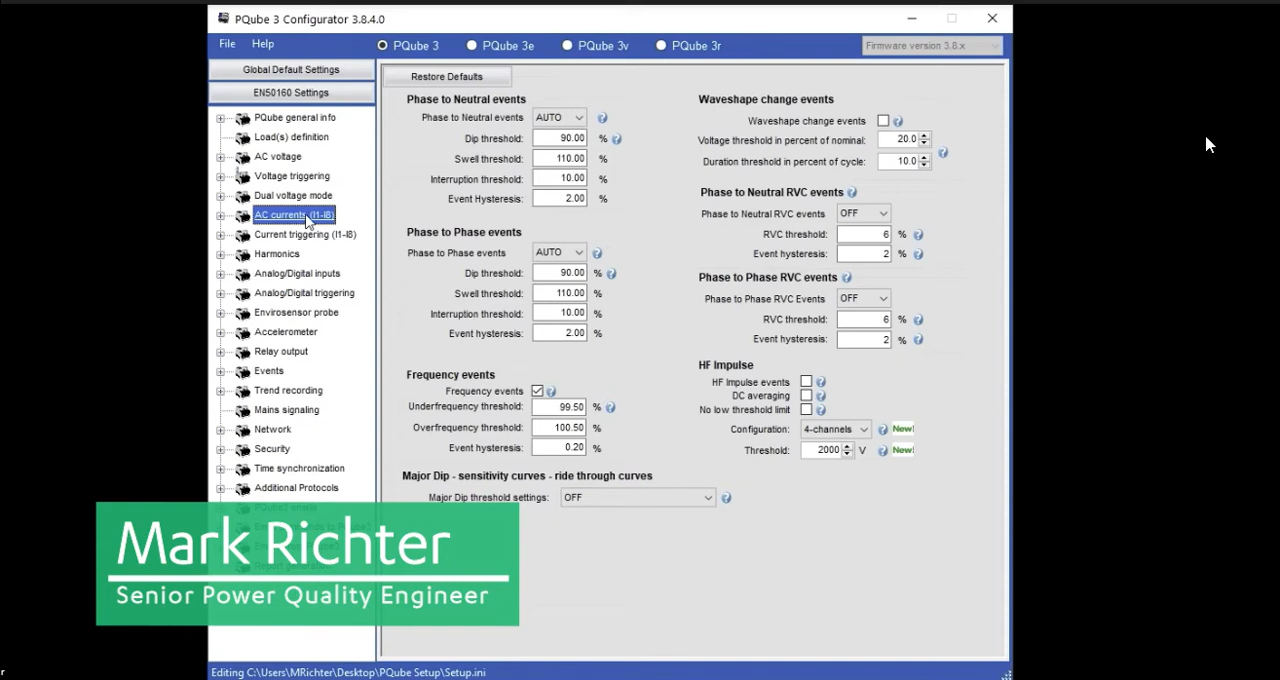 PQube 3 Configurator 3.8.4.0
File Help PQube 3 PQube 3e PQube 3v PQube 3r Firmware version 3.8.x
Global Default Settings
EN50160 Settings
PQube general info
Load(s) definition
AC voltage
Voltage triggering
Dual voltage mode
AC currents (I1-I8)
Current triggering (I1-I8)
Harmonics
Analog/Digital inputs
Analog/Digital triggering
Envirosensor probe
Accelerometer
Relay output
Events
Trend recording
Mains signaling
Network
Security
Time synchronization
Additional Protocols
Restore Defaults
Phase to Neutral events
Phase to Neutral events AUTO
Dip threshold: 90.00 %
Swell threshold: 110.00 %
Interruption threshold: 10.00 %
Event Hysteresis: 2.00 %
Phase to Phase events
Phase to Phase events AUTO
Dip threshold: 90.00 %
Swell threshold: 110.00 %
Interruption threshold: 10.00 %
Event hysteresis: 2.00 %
Frequency events
Frequency events
Underfrequency threshold: 99.50 %
Overfrequency threshold: 100.50 %
Event hysteresis: 0.20 %
Major Dip - sensitivity curves - ride through curves
Major Dip threshold settings: OFF
Waveshape change events
Waveshape change events
Voltage threshold in percent of nominal: 20.0
Duration threshold in percent of cycle: 10.0
Phase to Neutral RVC events
Phase to Neutral RVC events OFF
RVC threshold: 6 %
Event hysteresis: 2 %
Phase to Phase RVC events
Phase to Phase RVC Events OFF
RVC threshold: 6 %
Event hysteresis: 2 %
HF Impulse
HF Impulse events
DC averaging
No low threshold limit
Configuration: 4-channels New!
Threshold: 2000 V New!
Mark Richter
Senior Power Quality Engineer
Editing C:\Users\MRichter\Desktop\PQube Setup\Setup.ini